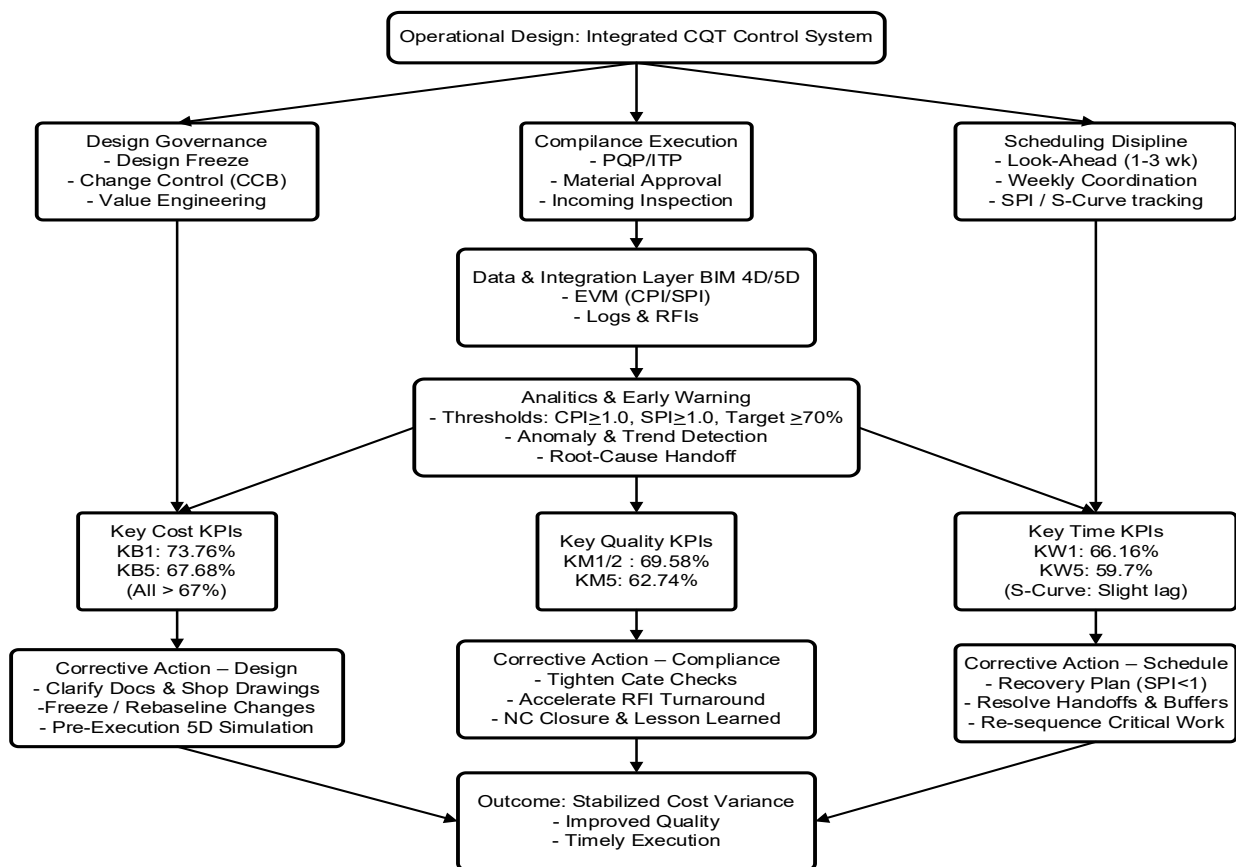 Operational Design: Integrated CQT Control System
Design Governance
- Design Freeze
- Change Control (CCB)
- Value Engineering
Compliance Execution
- PQP/ITP
- Material Approval
- Incoming Inspection
Scheduling Disipline
- Look-Ahead (1-3 wk)
- Weekly Coordination
- SPI / S-Curve tracking
Data & Integration Layer BIM 4D/5D
- EVM (CPI/SPI)
- Logs & RFIs
Analitics & Early Warning
- Thresholds: CPI≥1.0, SPI≥1.0, Target ≥70%
- Anomaly & Trend Detection
- Root-Cause Handoff
Key Cost KPIs
KB1: 73.76%
KB5: 67.68%
(All > 67%)
Key Quality KPIs
KM1/2 : 69.58%
KM5: 62.74%
Key Time KPIs
KW1: 66.16%
KW5: 59.7%
(S-Curve: Slight lag)
Corrective Action – Design
- Clarify Docs & Shop Drawings
-Freeze / Rebaseline Changes
- Pre-Execution 5D Simulation
Corrective Action – Compliance
- Tighten Cate Checks
- Accelerate RFI Turnaround
- NC Closure & Lesson Learned
Corrective Action – Schedule
- Recovery Plan (SPI<1)
- Resolve Handoffs & Buffers
- Re-sequence Critical Work
Outcome: Stabilized Cost Variance
- Improved Quality
- Timely Execution